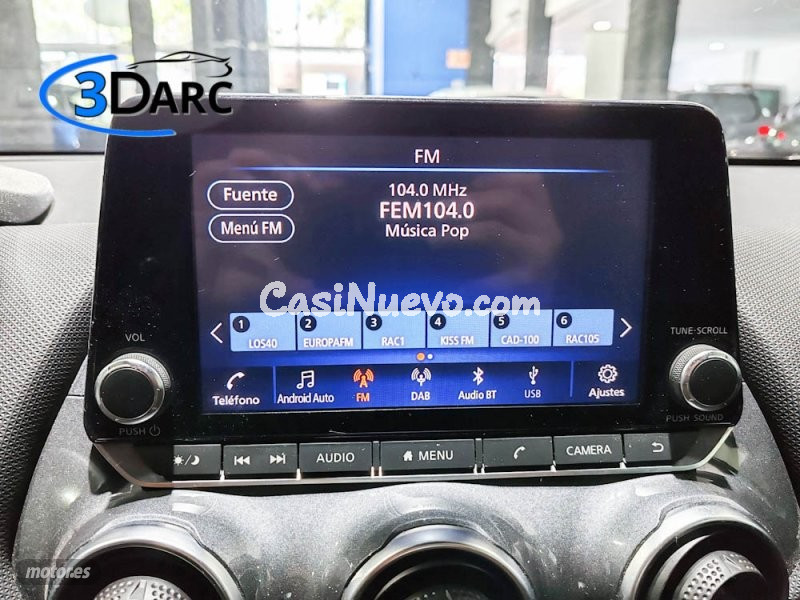 3DARC
FM
Fuente
104.0 MHz
FEM104.0
Menú FM
Música Pop
CasiNuevo.com
1 LOS40
2 EUROPAFM
3 RAC1
4 KISS FM
5 CAD-100
6 RAC105
VOL
TUNE-SCROLL
Teléfono
Android Auto
FM
DAB
Audio BT
USB
Ajustes
PUSH
PUSH SOUND
AUDIO
MENU
CAMERA
motor.es